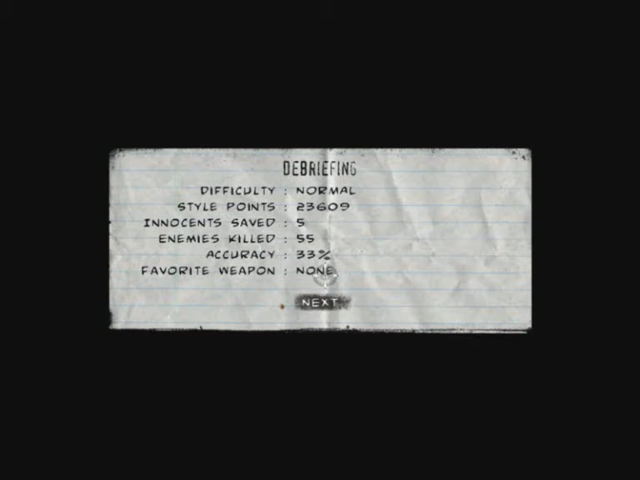 DEBRIEFING
DIFFICULTY : NORMAL
STYLE POINTS : 23609
INNOCENTS SAVED : 5
ENEMIES KILLED : 55
ACCURACY : 33%
FAVORITE WEAPON : NONE
NEXT